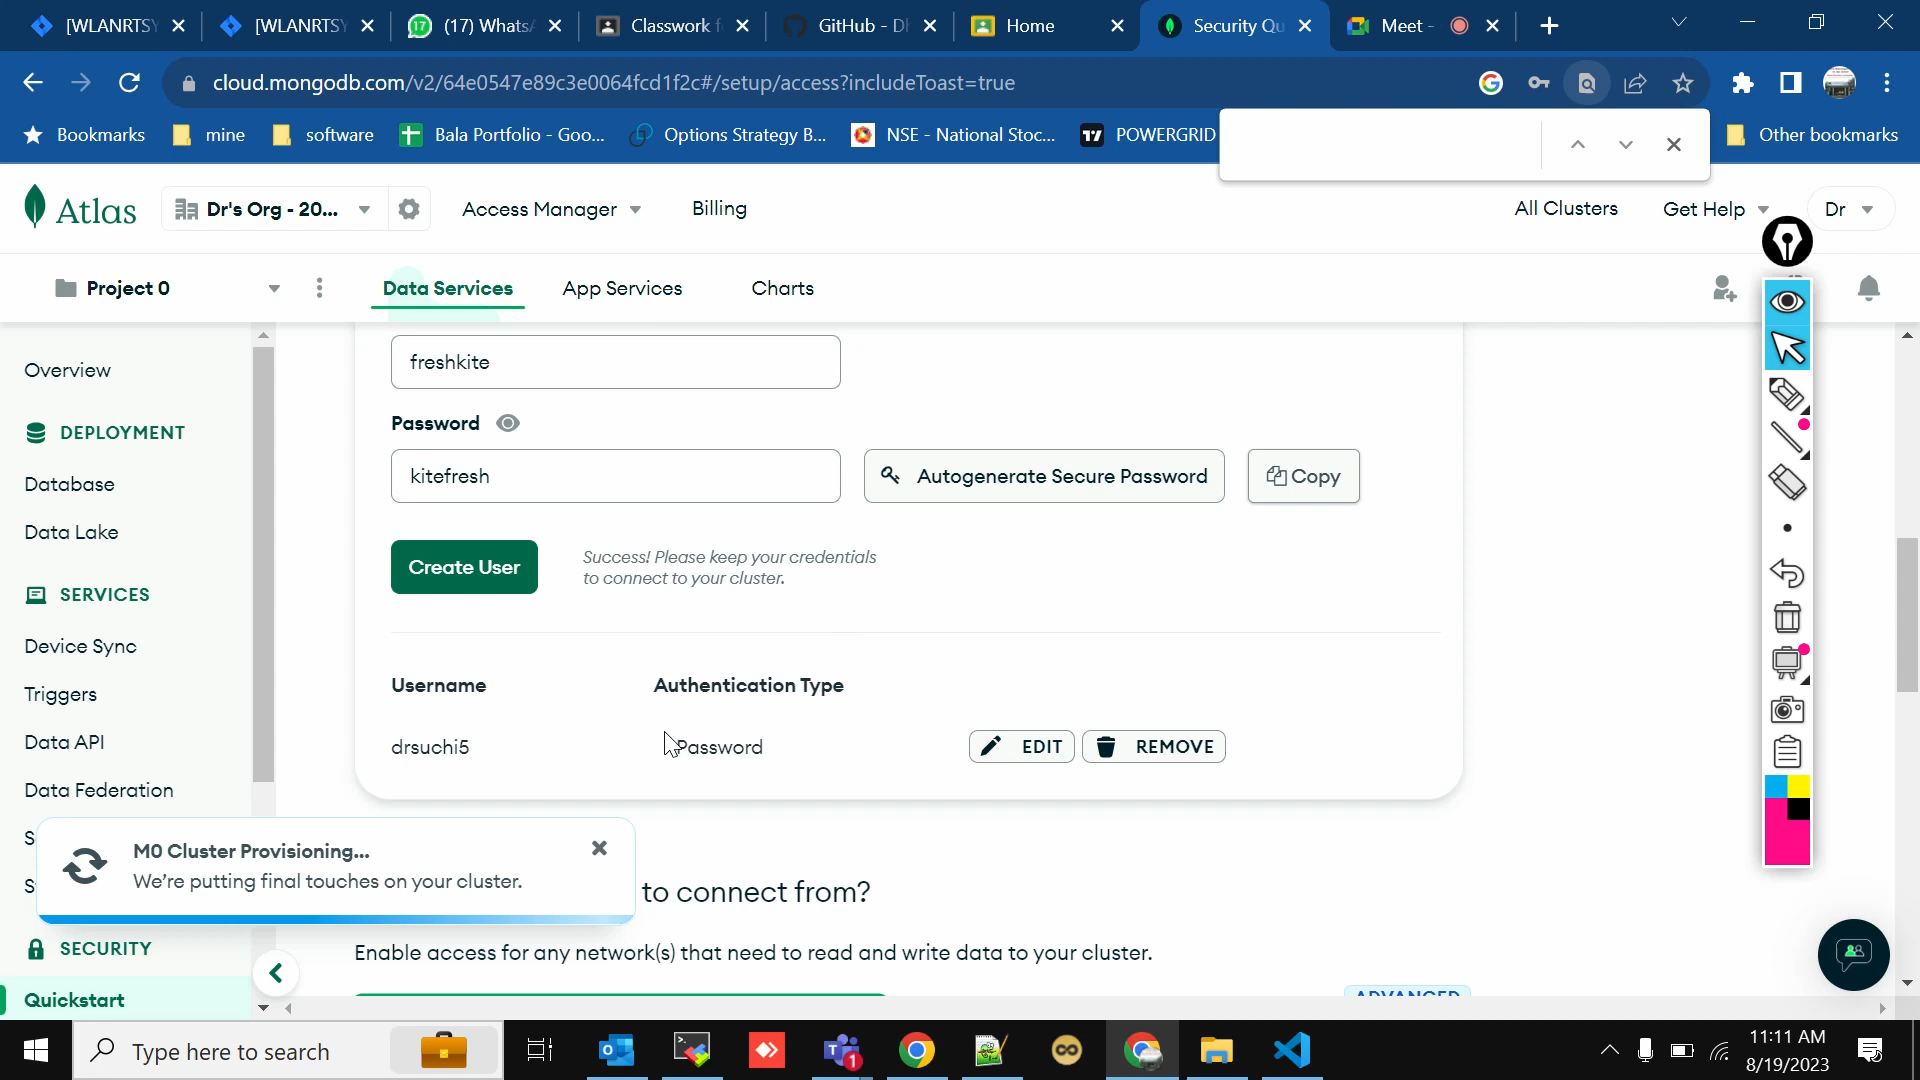 [WLANRTSY
[WLANRTSY
(17) Whats
Classwork f
GitHub - Dh
Home
Security Qu
Meet -
cloud.mongodb.com/v2/64e0547e89c3e0064fcd1f2c#/setup/access?includeToast=true
Bookmarks
mine
software
Bala Portfolio - Goo...
Options Strategy B...
NSE - National Stoc...
POWERGRID
Other bookmarks
Atlas
Dr's Org - 20...
Access Manager
Billing
All Clusters
Get Help
Dr
Project 0
Data Services
App Services
Charts
Overview
DEPLOYMENT
Database
Data Lake
SERVICES
Device Sync
Triggers
Data API
Data Federation
SECURITY
Quickstart
freshkite
Password
kitefresh
Autogenerate Secure Password
Copy
Create User
Success! Please keep your credentials
to connect to your cluster.
Username
Authentication Type
drsuchi5
Password
EDIT
REMOVE
M0 Cluster Provisioning...
We're putting final touches on your cluster.
to connect from?
Enable access for any network(s) that need to read and write data to your cluster.
ADVANCED
Type here to search
11:11 AM
8/19/2023